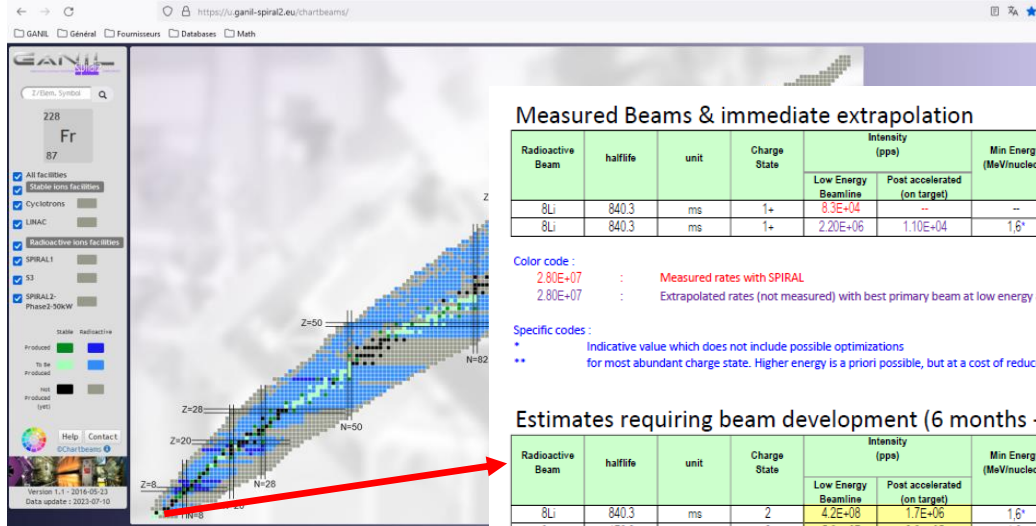 https://u.ganil-spiral2.eu/chartbeams/
GANIL Général Fournisseurs Databases Math
GANIL
Spiral2
Z/Elem. Symbol
228
Fr
87
All facilities
Stable ions facilities
Cyclotrons
LINAC
Radioactive ions facilities
SPIRAL1
S3
SPIRAL2-
Phase2-50kW
Stable Radioactive
Produced
To Be
Produced
Not
Produced
(yet)
Help Contact
©Chartbeams
Version 1.1 - 2016-05-23
Data update : 2023-07-10
Z
Z=50
N=82
Z=28
N=50
Z=20
N=28
Z=8
N=20
N=8
Measured Beams & immediate extrapolation
Radioactive Beam halflife unit Charge State Intensity (pps) Min Energ (MeV/nucleo
Low Energy Beamline Post accelerated (on target)
8Li 840.3 ms 1+ 8.3E+04 -- --
8Li 840.3 ms 1+ 2.20E+06 1.10E+04 1,6*
Color code :
2.80E+07 : Measured rates with SPIRAL
2.80E+07 : Extrapolated rates (not measured) with best primary beam at low energy
Specific codes :
* Indicative value which does not include possible optimizations
** for most abundant charge state. Higher energy is a priori possible, but at a cost of reduc
Estimates requiring beam development (6 months -
Radioactive Beam halflife unit Charge State Intensity (pps) Min Energ (MeV/nucleo
Low Energy Beamline Post accelerated (on target)
8Li 840.3 ms 2 4.2E+08 1.7E+06 1,6*